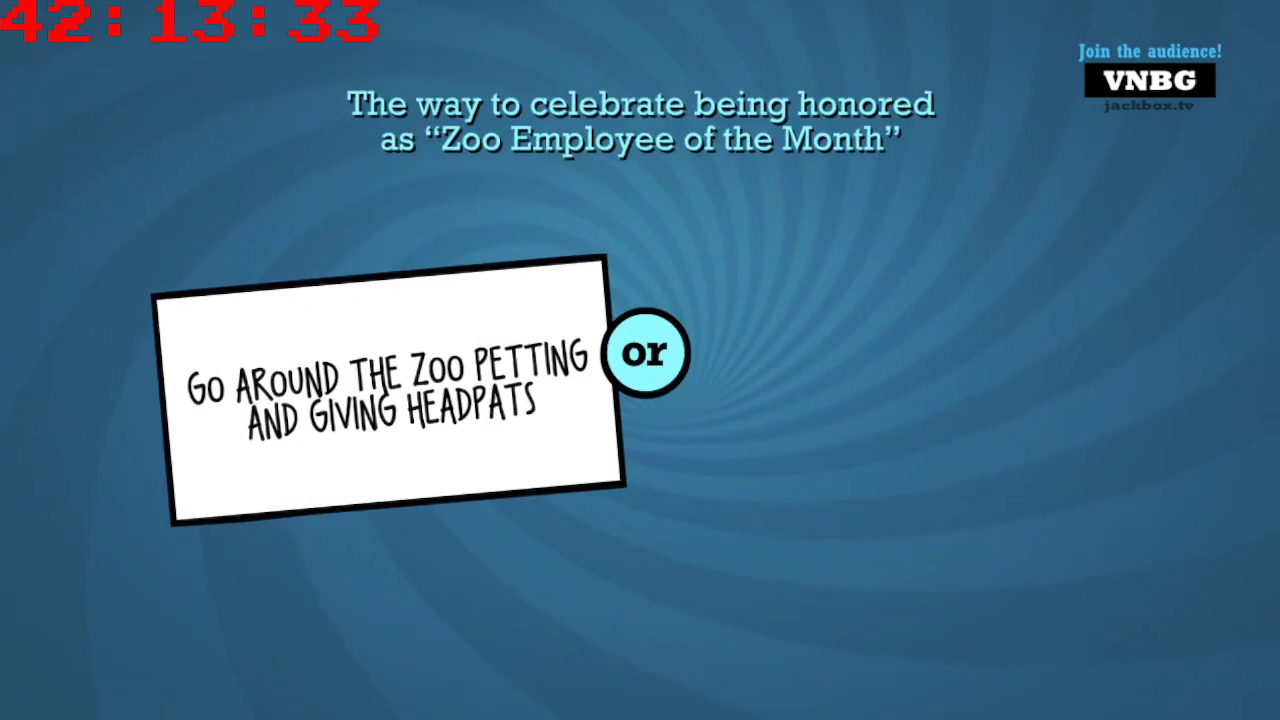 42:13:33
Join the audience!
VNBG
jackbox.tv
The way to celebrate being honored
as “Zoo Employee of the Month”
GO AROUND THE ZOO PETTING
AND GIVING HEADPATS
or